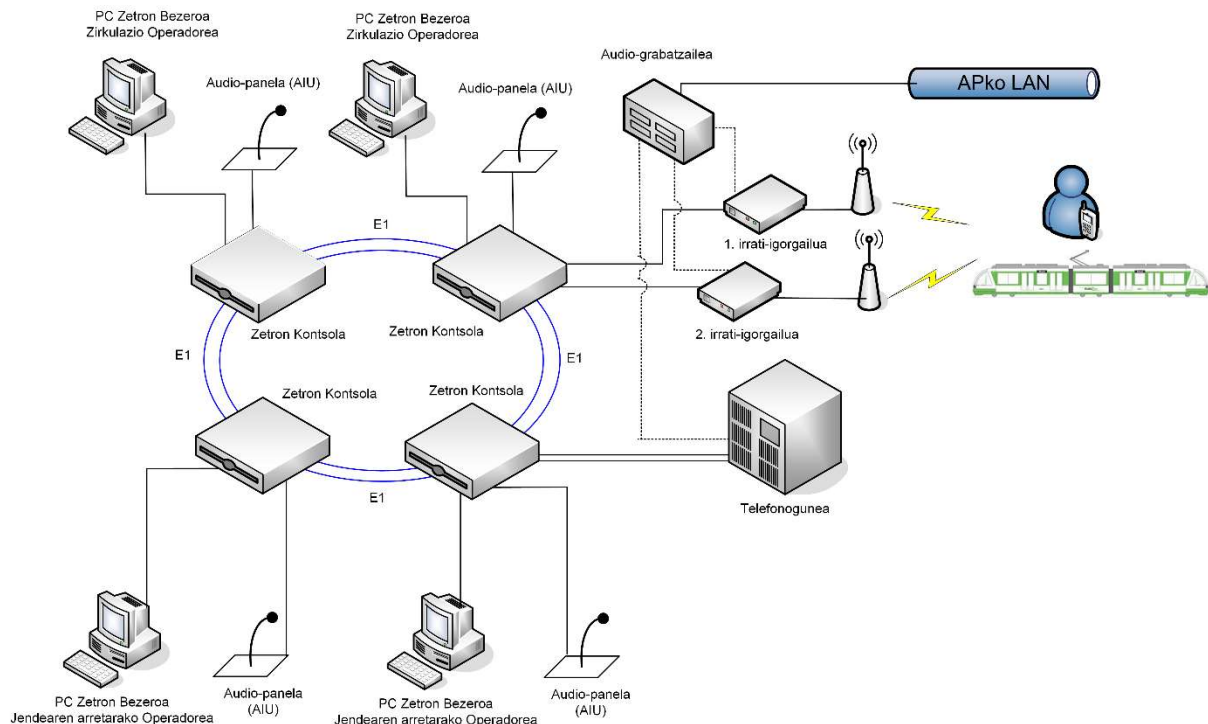 PC Zetron Bezeroa
Zirkulazio Operadorea
PC Zetron Bezeroa
Zirkulazio Operadorea
Audio-panela (AIU)
Audio-panela (AIU)
Audio-grabatzailea
APko LAN
E1
1. irrati-igorgailua
Zetron Kontsola
Zetron Kontsola
2. irrati-igorgailua
E1
E1
Zetron Kontsola
Zetron Kontsola
E1
Telefonogunea
PC Zetron Bezeroa
Jendearen arretarako Operadorea
Audio-panela
(AIU)
PC Zetron Bezeroa
Jendearen arretarako Operadorea
Audio-panela
(AIU)